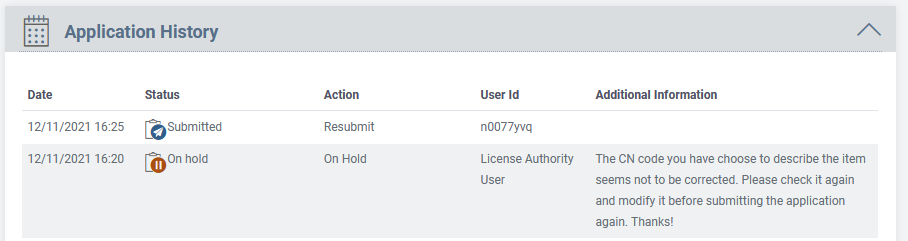 Application History
Date Status Action User Id Additional Information
12/11/2021 16:25 Submitted Resubmit n0077yvq
12/11/2021 16:20 On hold On Hold License Authority The CN code you have choose to describe the item
User seems not to be corrected. Please check it again
and modify it before submitting the application
again. Thanks!